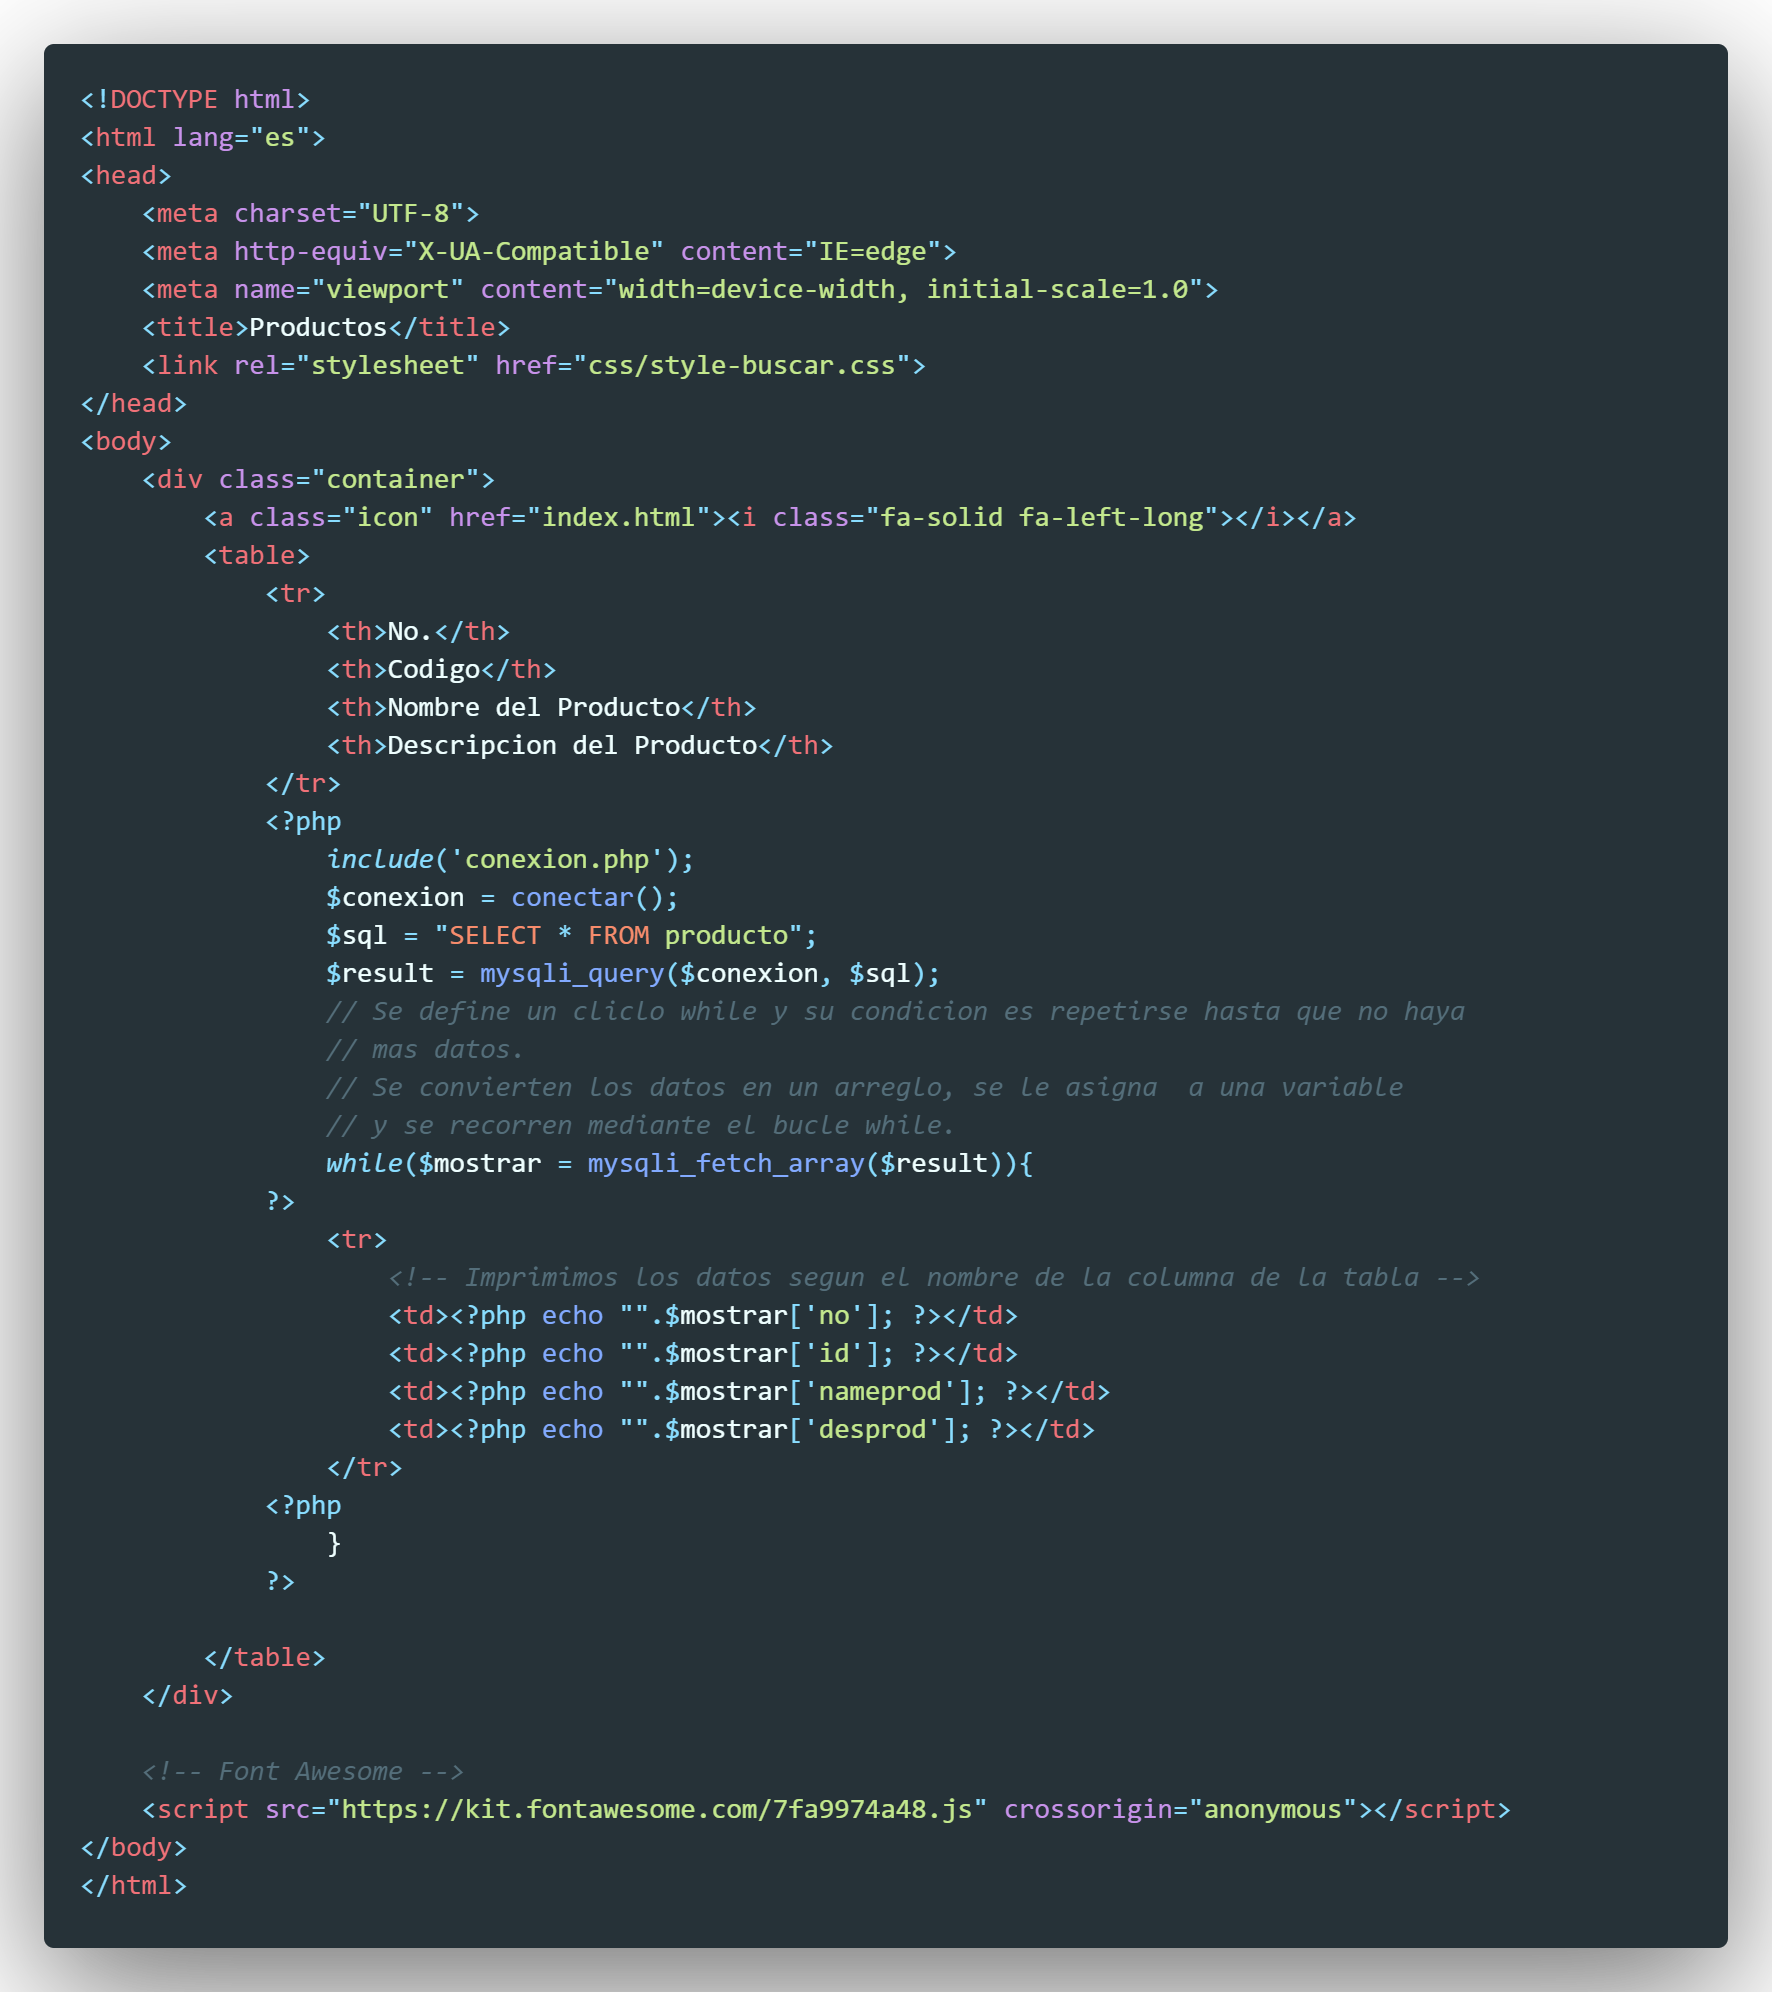 <!DOCTYPE html>
<html lang="es">
<head>
    <meta charset="UTF-8">
    <meta http-equiv="X-UA-Compatible" content="IE=edge">
    <meta name="viewport" content="width=device-width, initial-scale=1.0">
    <title>Productos</title>
    <link rel="stylesheet" href="css/style-buscar.css">
</head>
<body>
    <div class="container">
        <a class="icon" href="index.html"><i class="fa-solid fa-left-long"></i></a>
        <table>
            <tr>
                <th>No.</th>
                <th>Codigo</th>
                <th>Nombre del Producto</th>
                <th>Descripcion del Producto</th>
            </tr>
            <?php
                include('conexion.php');
                $conexion = conectar();
                $sql = "SELECT * FROM producto";
                $result = mysqli_query($conexion, $sql);
                // Se define un cliclo while y su condicion es repetirse hasta que no haya
                // mas datos.
                // Se convierten los datos en un arreglo, se le asigna  a una variable
                // y se recorren mediante el bucle while.
                while($mostrar = mysqli_fetch_array($result)){
            ?>
                <tr>
                    <!-- Imprimimos los datos segun el nombre de la columna de la tabla -->
                    <td><?php echo "".$mostrar['no']; ?></td>
                    <td><?php echo "".$mostrar['id']; ?></td>
                    <td><?php echo "".$mostrar['nameprod']; ?></td>
                    <td><?php echo "".$mostrar['desprod']; ?></td>
                </tr>
            <?php
                }
            ?>

        </table>
    </div>

    <!-- Font Awesome -->
    <script src="https://kit.fontawesome.com/7fa9974a48.js" crossorigin="anonymous"></script>
</body>
</html>